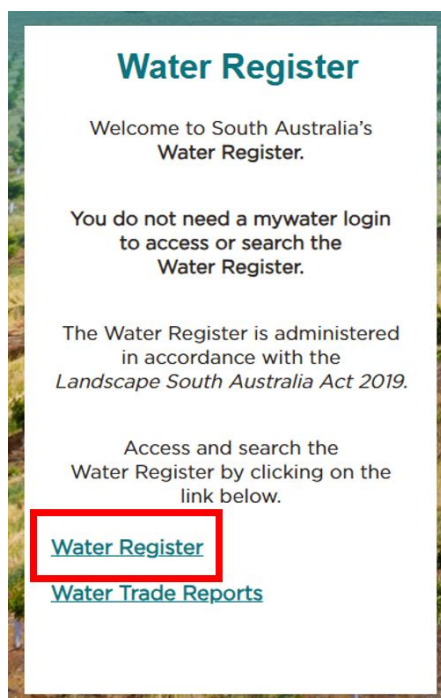 Water Register
Welcome to South Australia’s
Water Register.
You do not need a mywater login
to access or search the
Water Register.
The Water Register is administered
in accordance with the
Landscape South Australia Act 2019.
Access and search the
Water Register by clicking on the
link below.
Water Register
Water Trade Reports